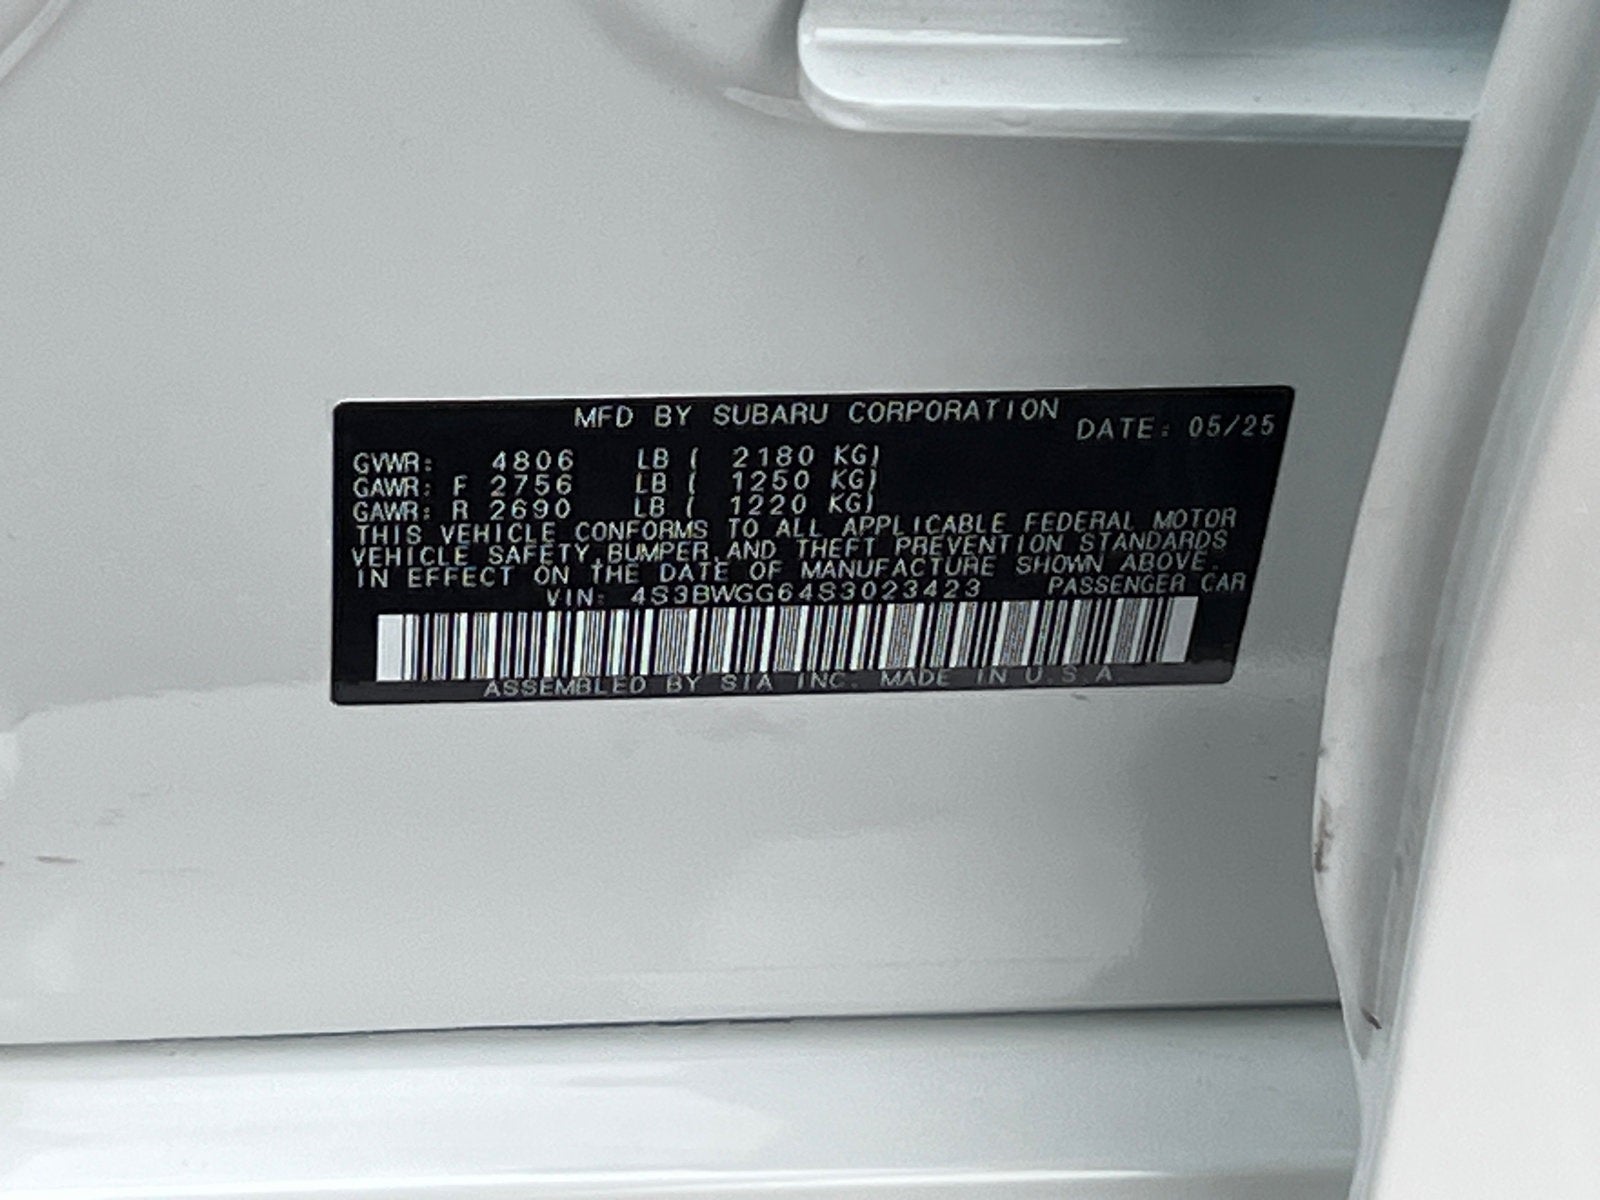 MFD BY SUBARU CORPORATION
DATE: 05/25
GVWR: 4806 LB ( 2180 KG)
GAWR: F 2756 LB ( 1250 KG)
GAWR: R 2690 LB ( 1220 KG)
THIS VEHICLE CONFORMS TO ALL APPLICABLE FEDERAL MOTOR
VEHICLE SAFETY,BUMPER,AND THEFT PREVENTION STANDARDS
IN EFFECT ON THE DATE OF MANUFACTURE SHOWN ABOVE.
VIN: 4S3BWGG64S3023423 PASSENGER CAR
ASSEMBLED BY SIA INC. MADE IN U.S.A.